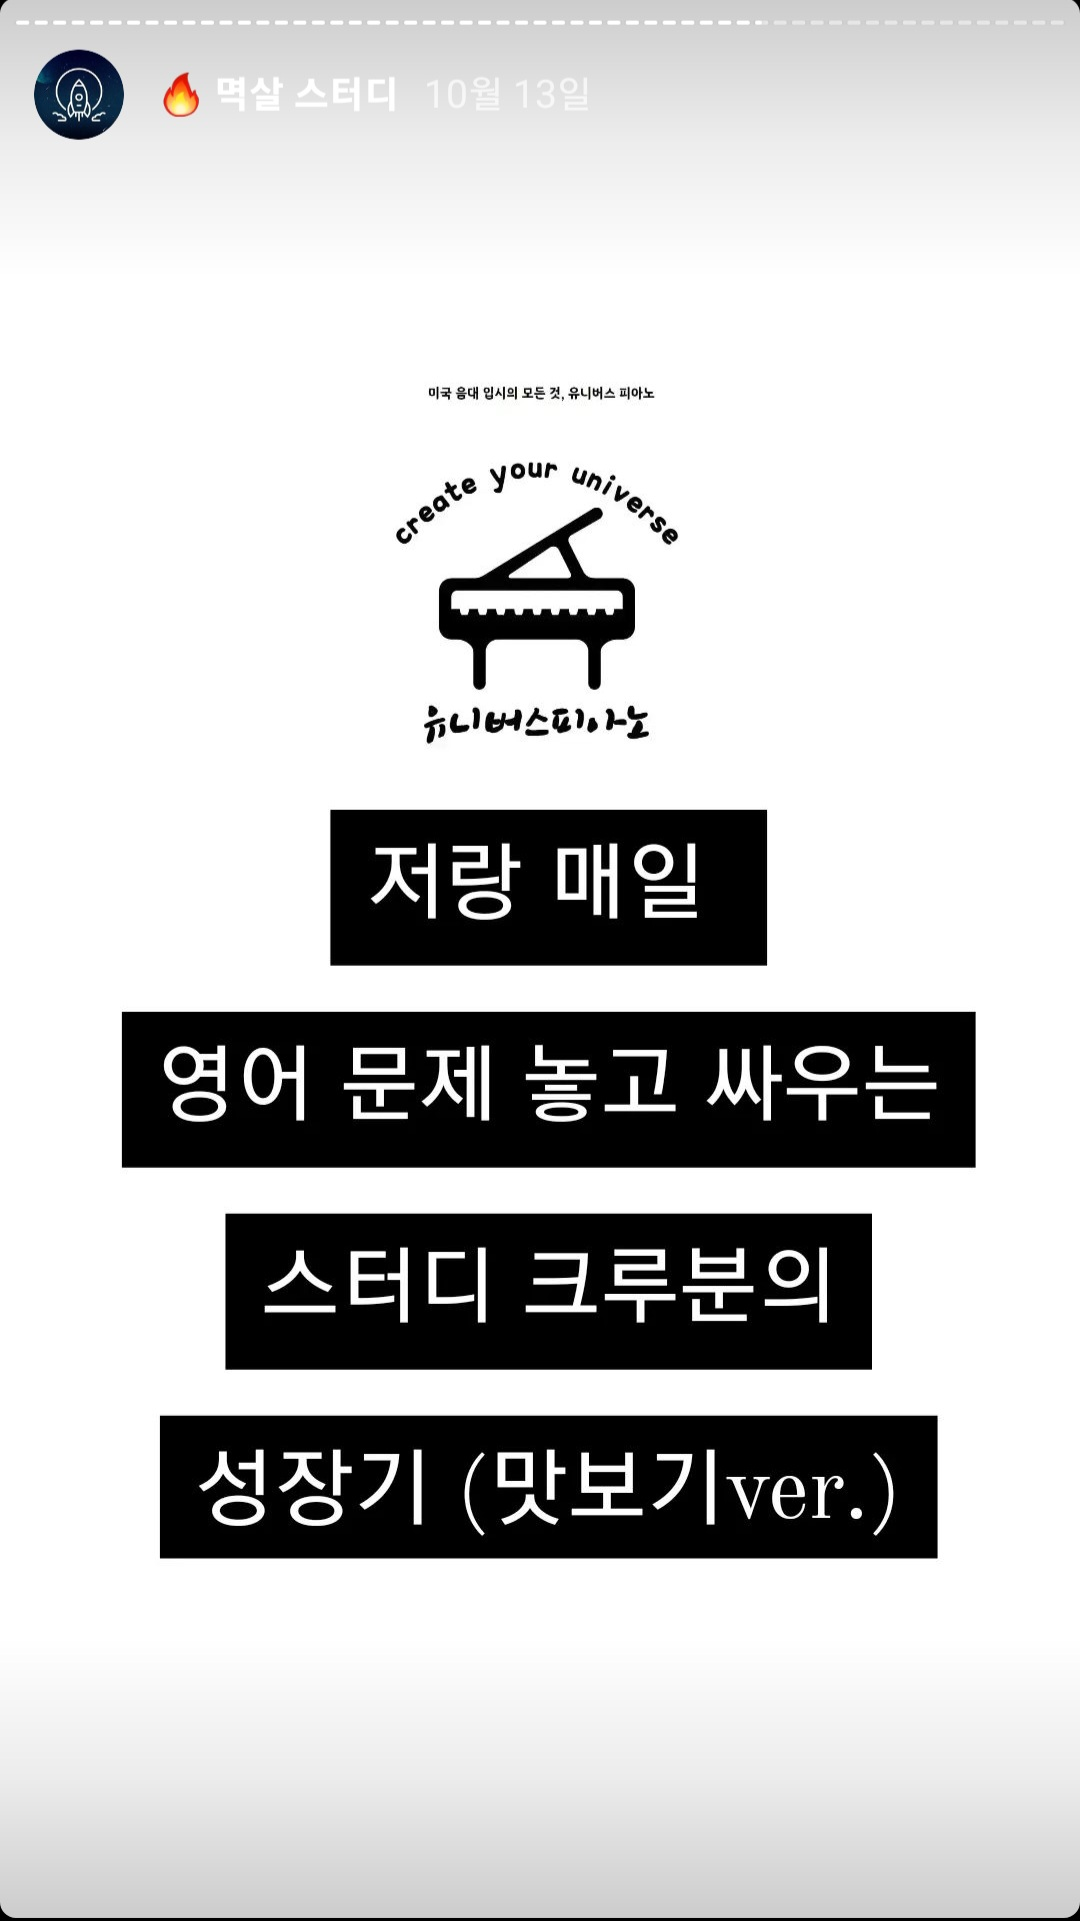 🔥 멱살 스터디 10월 13일
미국 음대 입시의 모든 것, 유니버스 피아노
create your universe
유니버스피아노
저랑 매일
영어 문제 놓고 싸우는
스터디 크루분의
성장기 (맛보기ver.)